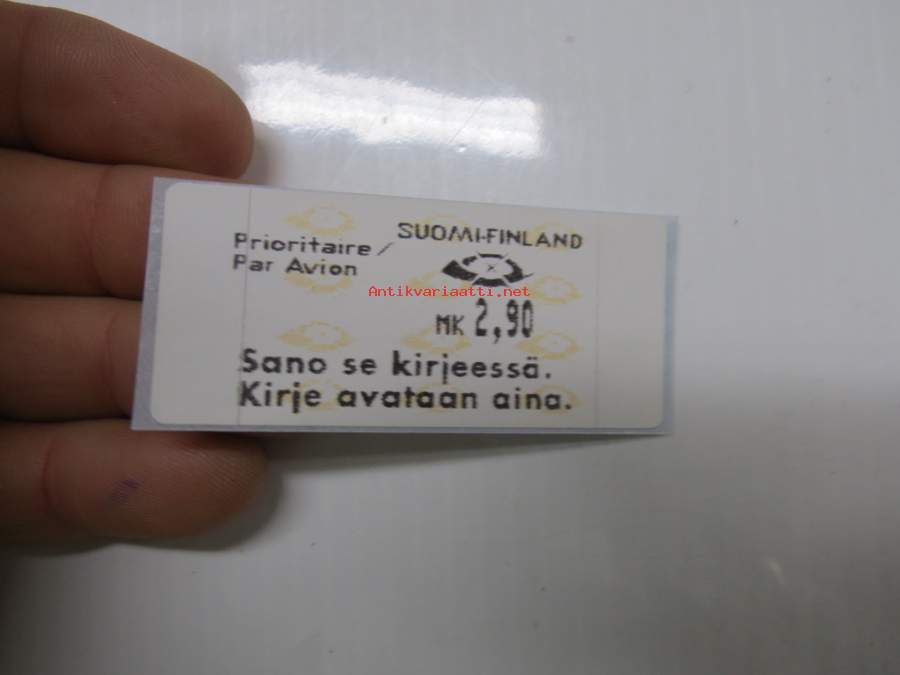 SUOMI-FINLAND
Prioritaire/
Par Avion
Antikvariaatti.net
MK 2,90
Sano se kirjeessä.
Kirje avataan aina.